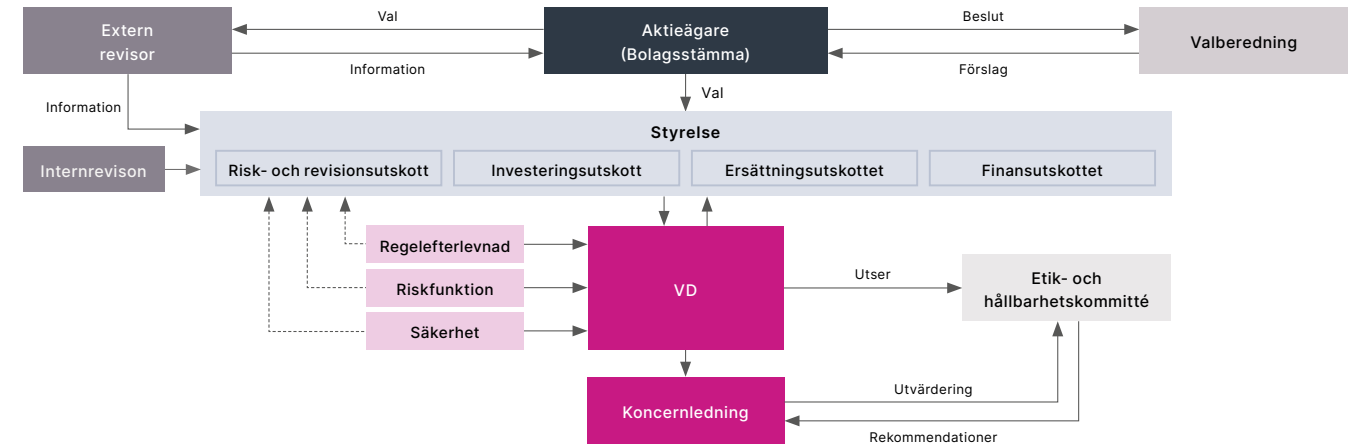 Extern
revisor
Val
Information
Aktieägare
(Bolagsstämma)
Beslut
Förslag
Valberedning
Information
Val
Styrelse
Internrevison
Risk- och revisionsutskott
Investeringsutskott
Ersättningsutskottet
Finansutskottet
Regelefterlevnad
Riskfunktion
Säkerhet
VD
Utser
Etik- och
hållbarhetskommitté
Koncernledning
Utvärdering
Rekommendationer